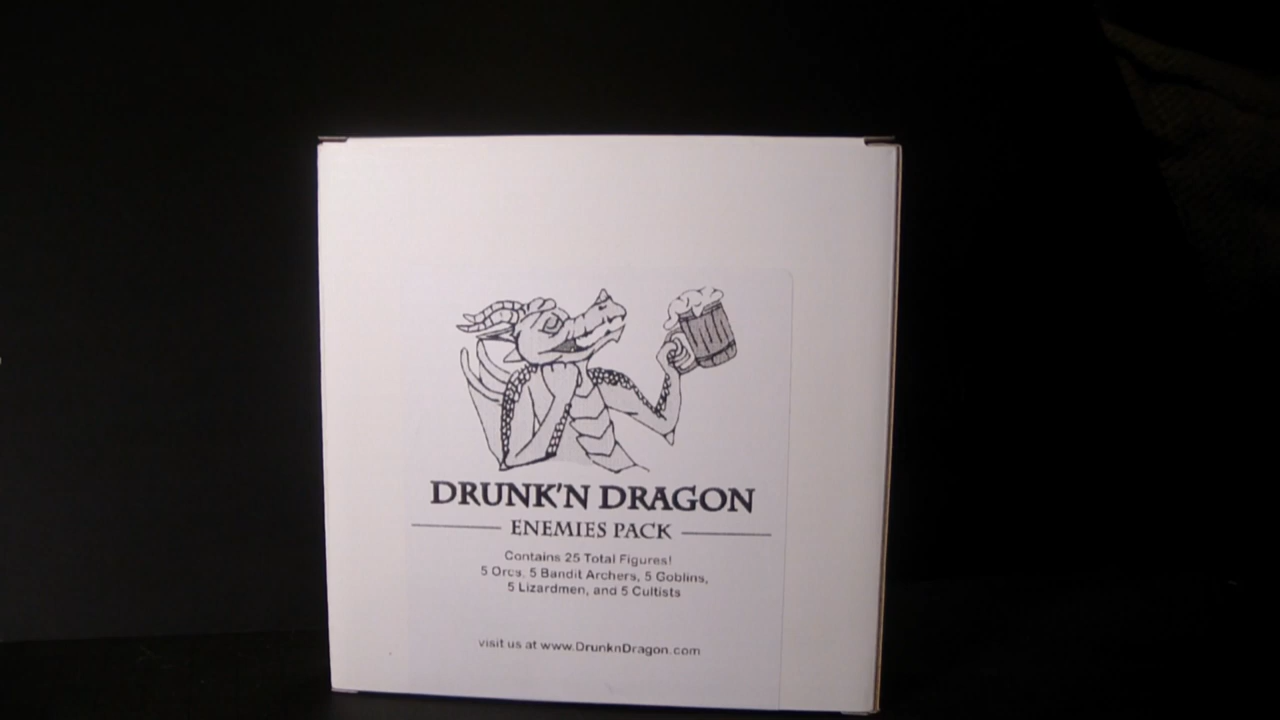 DRUNK'N DRAGON
ENEMIES PACK
Contains 25 Total Figures!
5 Orcs, 5 Bandit Archers, 5 Goblins,
5 Lizardmen, and 5 Cultists
visit us at www.DrunknDragon.com